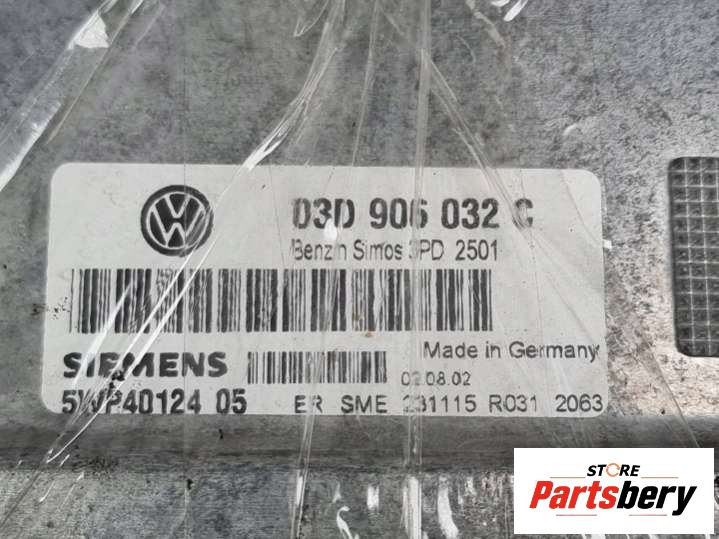 03D 906 032 C
Benzin Simos 3PD 2501
Made in Germany
SIEMENS
02.08.02
5WP40124 05
ER SME 231115 R031 2063
STORE
Partsbery